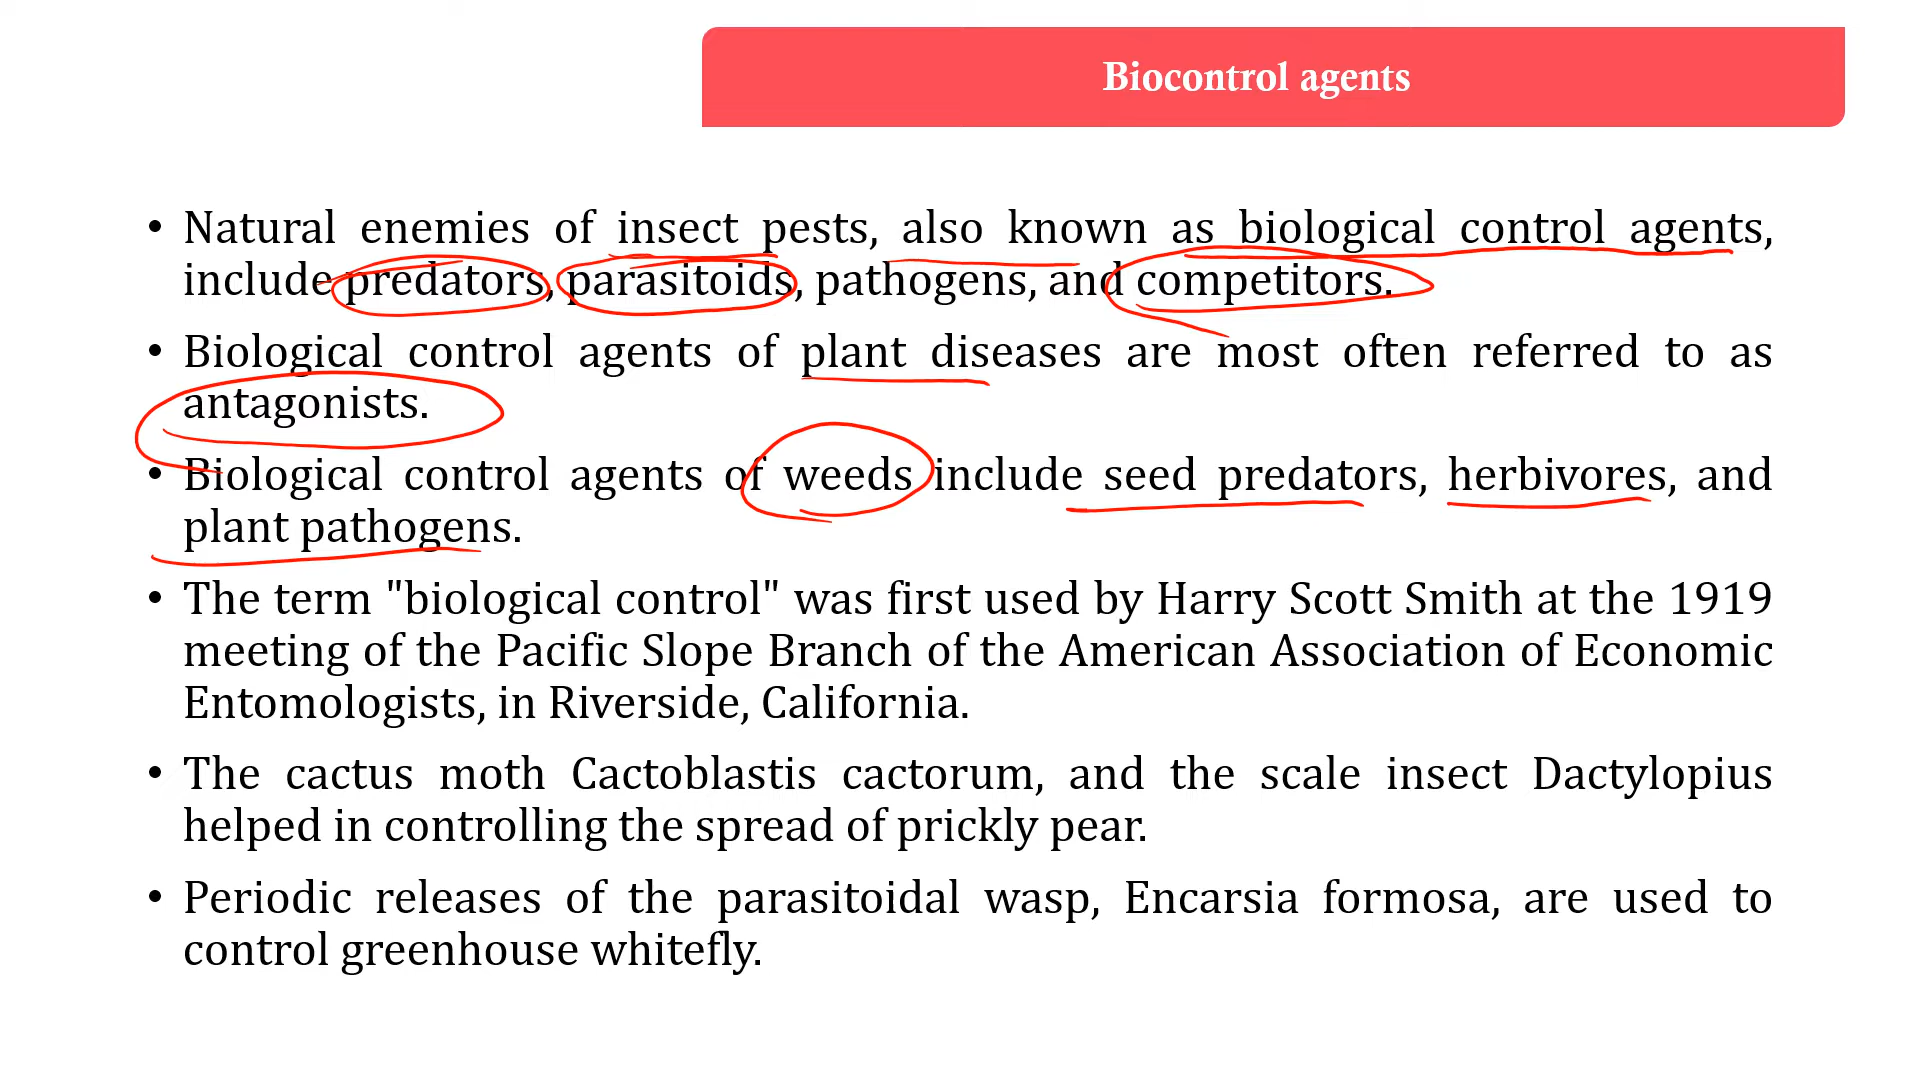 Biocontrol agents
• Natural enemies of insect pests, also known as biological control agents,
include predators, parasitoids, pathogens, and competitors.
• Biological control agents of plant diseases are most often referred to as
antagonists.
• Biological control agents of weeds include seed predators, herbivores, and
plant pathogens.
• The term "biological control" was first used by Harry Scott Smith at the 1919
meeting of the Pacific Slope Branch of the American Association of Economic
Entomologists, in Riverside, California.
• The cactus moth Cactoblastis cactorum, and the scale insect Dactylopius
helped in controlling the spread of prickly pear.
• Periodic releases of the parasitoidal wasp, Encarsia formosa, are used to
control greenhouse whitefly.